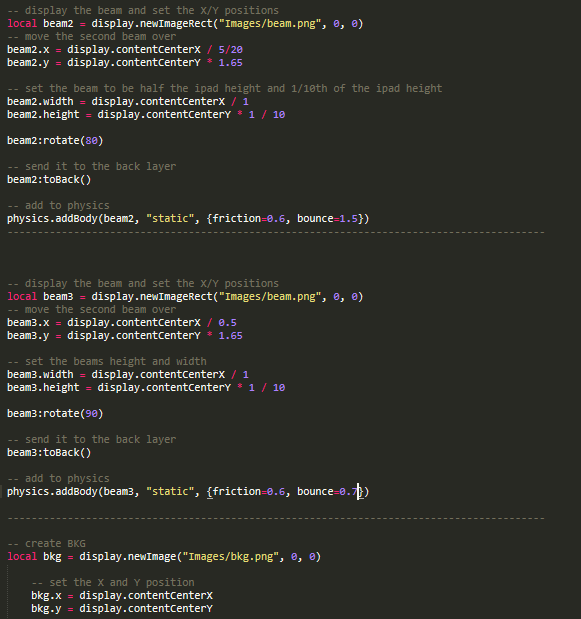 -- display the beam and set the X/Y positions
local beam2 = display.newImageRect("Images/beam.png", 0, 0)
-- move the second beam over
beam2.x = display.contentCenterX / 5/20
beam2.y = display.contentCenterY * 1.65
-- set the beam to be half the ipad height and 1/10th of the ipad height
beam2.width = display.contentCenterX / 1
beam2.height = display.contentCenterY * 1 / 10
beam2:rotate(80)
-- send it to the back layer
beam2:toBack()
-- add to physics
physics.addBody(beam2, "static", {friction=0.6, bounce=1.5})
--------------------------------------------------------------------------------------
-- display the beam and set the X/Y positions
local beam3 = display.newImageRect("Images/beam.png", 0, 0)
-- move the second beam over
beam3.x = display.contentCenterX / 0.5
beam3.y = display.contentCenterY * 1.65
-- set the beams height and width
beam3.width = display.contentCenterX / 1
beam3.height = display.contentCenterY * 1 / 10
beam3:rotate(90)
-- send it to the back layer
beam3:toBack()
-- add to physics
physics.addBody(beam3, "static", {friction=0.6, bounce=0.7})
--------------------------------------------------------------------------------------
-- create BKG
local bkg = display.newImage("Images/bkg.png", 0, 0)
-- set the X and Y position
bkg.x = display.contentCenterX
bkg.y = display.contentCenterY